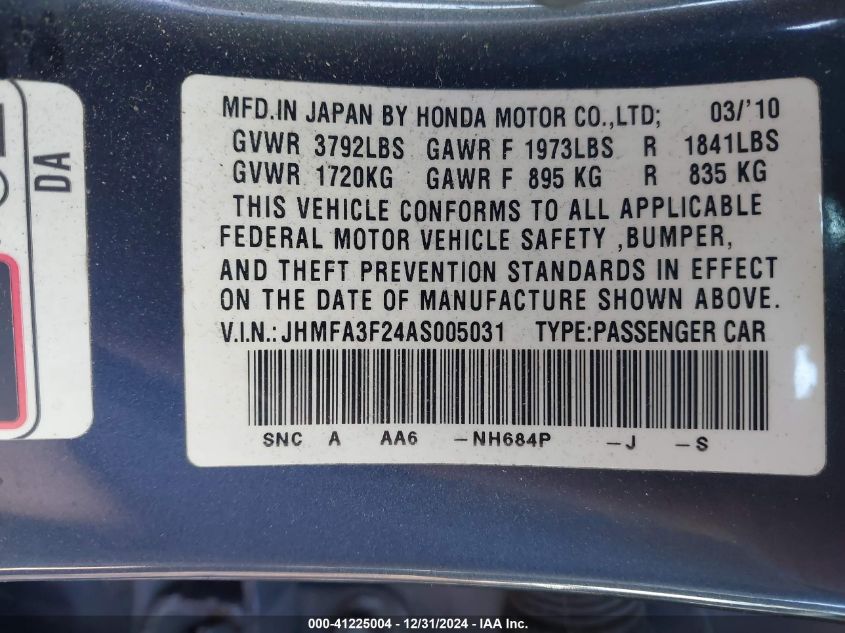 MFD.IN JAPAN BY HONDA MOTOR CO.,LTD; 03/'10
GVWR 3792LBS GAWR F 1973LBS R 1841LBS
GVWR 1720KG GAWR F 895 KG R 835 KG
THIS VEHICLE CONFORMS TO ALL APPLICABLE
FEDERAL MOTOR VEHICLE SAFETY ,BUMPER,
AND THEFT PREVENTION STANDARDS IN EFFECT
ON THE DATE OF MANUFACTURE SHOWN ABOVE.
V.I.N.: JHMFA3F24AS005031 TYPE:PASSENGER CAR
SNC A AA6 -NH684P -J -S
DA
000-41225004 - 12/31/2024 - © IAA Holdings, LLC.